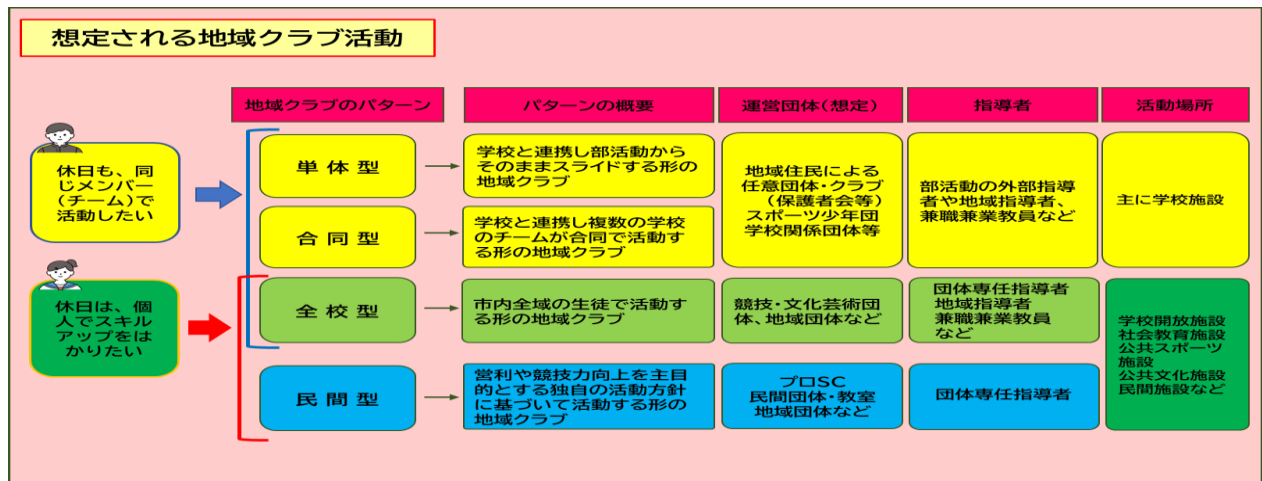 想定される地域クラブ活動
地域クラブのパターン
パターンの概要
運営団体(想定)
指導者
活動場所
休日も、同
じメンバー
(チーム)で
活動したい
単体型
学校と連携し部活動から
そのままスライドする形の
地域クラブ
合同型
学校と連携し複数の学校
のチームが合同で活動す
る形の地域クラブ
地域住民による
任意団体・クラブ
(保護者会等)
スポーツ少年団
学校関係団体等
部活動の外部指導
者や地域指導者、
兼職兼業教員など
主に学校施設
休日は、個
人でスキル
アップをは
かりたい
全校型
市内全域の生徒で活動す
る形の地域クラブ
競技・文化芸術団
体、地域団体など
団体専任指導者
地域指導者
兼職兼業教員
など
民間型
営利や競技力向上を主目
的とする独自の活動方針
に基づいて活動する形の
地域クラブ
プロSC
民間団体・教室
地域団体など
団体専任指導者
学校開放施設
社会教育施設
公共スポーツ
施設
公共文化施設
民間施設など